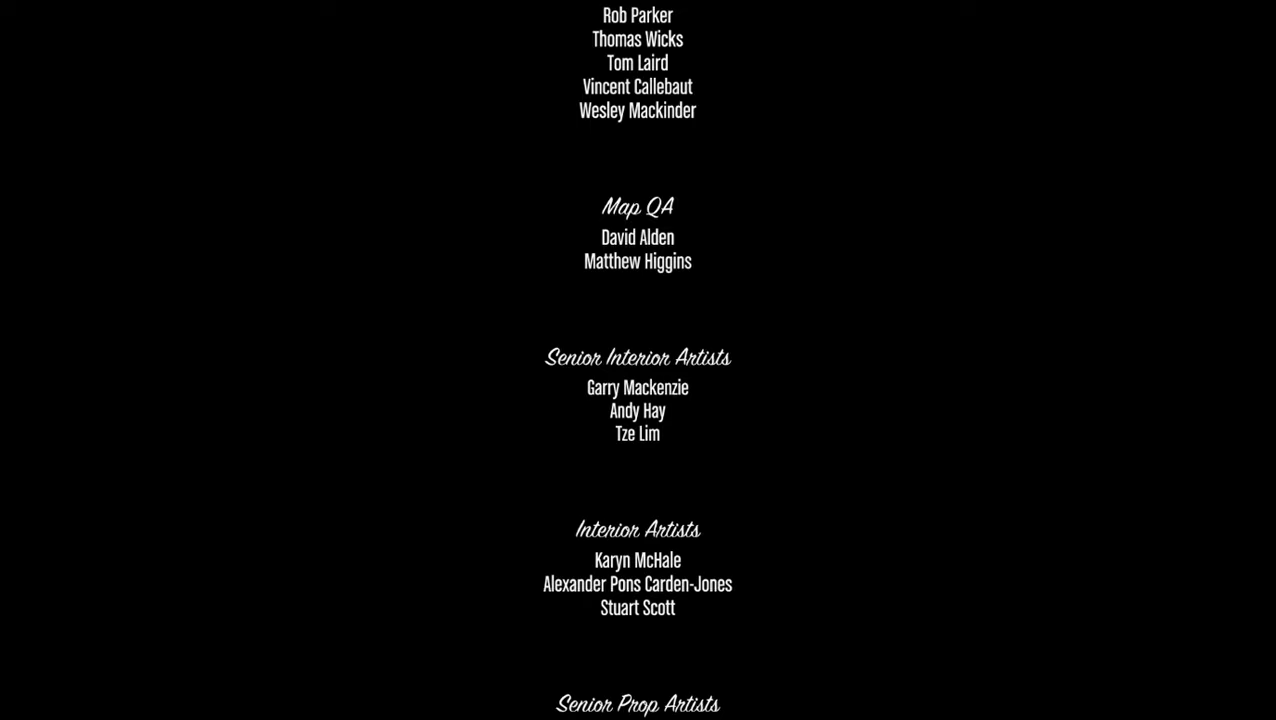 Rob Parker
Thomas Wicks
Tom Laird
Vincent Callebaut
Wesley Mackinder
Map QA
David Alden
Matthew Higgins
Senior Interior Artists
Garry Mackenzie
Andy Hay
Tze Lim
Interior Artists
Karyn McHale
Alexander Pons Carden-Jones
Stuart Scott
Senior Prop Artists